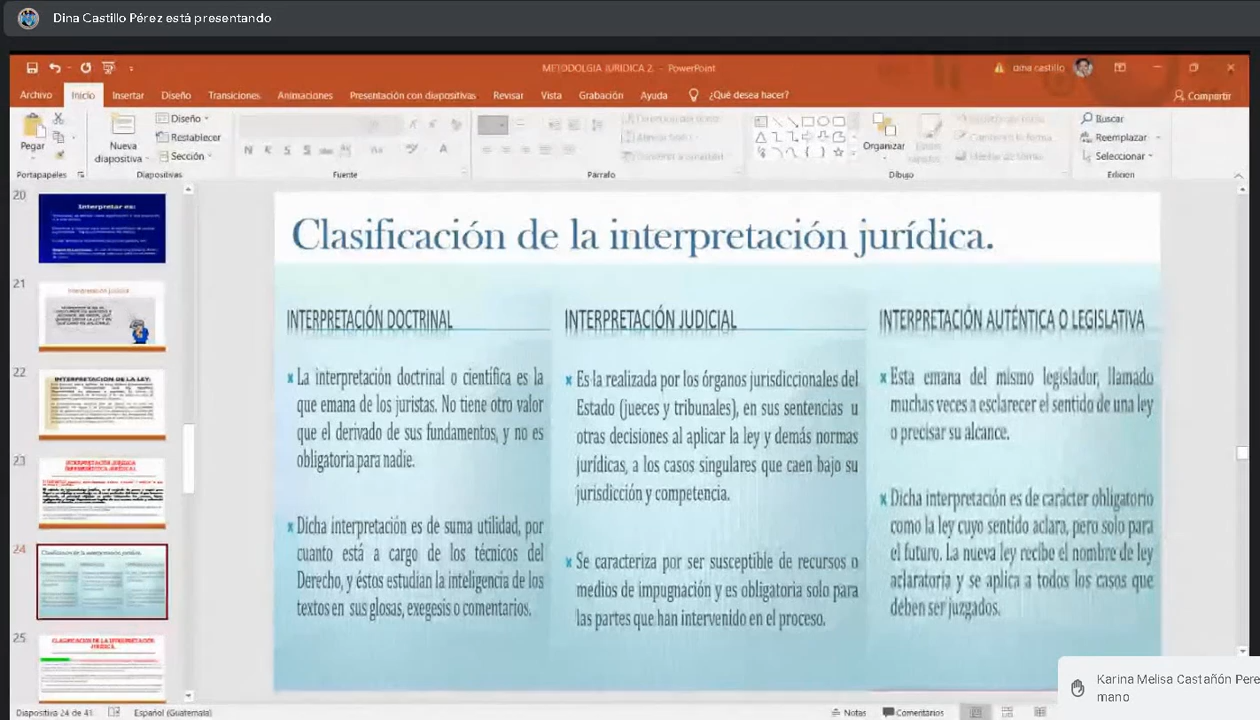 Dina Castillo Pérez está presentando
METODOLGIA JURIDICA 2. - PowerPoint
dina castillo
Archivo Inicio Insertar Diseño Transiciones Animaciones Presentación con diapositivas Revisar Vista Grabación Ayuda ¿Qué desea hacer? Compartir
Pegar
Nueva
diapositiva
Diseño
Restablecer
Sección
Organizar
Buscar
Reemplazar
Seleccionar
Portapapeles Diapositivas Fuente Párrafo Dibujo Edición
20
Interpretar es:
21
22
INTERPRETACION DE LA LEY:
23
24
25
CLASIFICACION DE LA INTERPRETACION
JURIDICA.
Clasificación de la interpretación jurídica.
INTERPRETACIÓN DOCTRINAL
La interpretación doctrinal o científica es la
que emana de los juristas. No tiene otro valor
que el derivado de sus fundamentos, y no es
obligatoria para nadie.
Dicha interpretación es de suma utilidad, por
cuanto está a cargo de los técnicos del
Derecho, y éstos estudian la inteligencia de los
textos en sus glosas, exegesis o comentarios.
INTERPRETACIÓN JUDICIAL
Es la realizada por los órganos jurisdiccionales del
Estado (jueces y tribunales), en sus sentencias u
otras decisiones al aplicar la ley y demás normas
jurídicas, a los casos singulares que caen bajo su
jurisdicción y competencia.
Se caracteriza por ser susceptible de recursos o
medios de impugnación y es obligatoria solo para
las partes que han intervenido en el proceso.
INTERPRETACIÓN AUTÉNTICA O LEGISLATIVA
Esta emana del mismo legislador, llamado
muchas veces a esclarecer el sentido de una ley
o precisar su alcance.
Dicha interpretación es de carácter obligatorio
como la ley cuyo sentido aclara, pero solo para
el futuro. La nueva ley recibe el nombre de ley
aclaratoria y se aplica a todos los casos que
deben ser juzgados.
Karina Melisa Castañón Pere
mano
Diapositiva 24 de 41 Español (Guatemala) Notas Comentarios